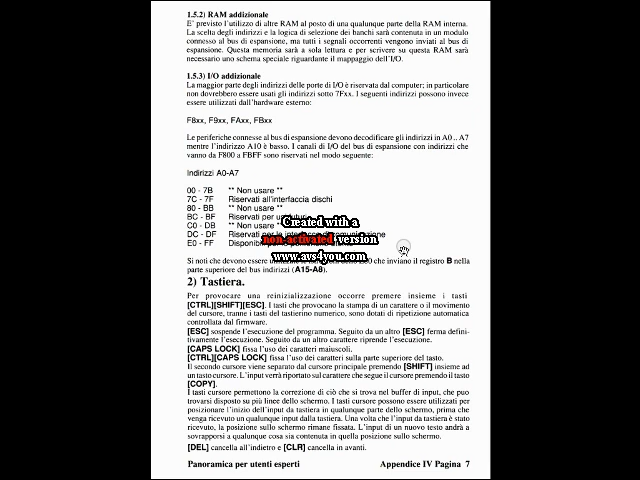 1.5.2) RAM addizionale
E' previsto l'utilizzo di altre RAM al posto di una qualunque parte della RAM interna.
La scelta degli indirizzi e la logica di selezione dei banchi sarà contenuta in un modulo
connesso al bus di espansione, ma tutti i segnali occorrenti vengono inviati al bus di
espansione. Questa memoria sarà a sola lettura e per scrivere su questa RAM sarà
necessario uno schema speciale riguardante il mappaggio dell'I/O.
1.5.3) I/O addizionale
La maggior parte degli indirizzi delle porte di I/O è riservata dal computer; in particolare
non dovrebbero essere usati gli indirizzi sotto 7Fxx. I seguenti indirizzi possono invece
essere utilizzati dall'hardware esterno:
F8xx, F9xx, FAxx, FBxx
Le periferiche connesse al bus di espansione devono decodificare gli indirizzi in A0 .. A7
mentre l'indirizzo A10 è basso. I canali di I/O del bus di espansione con indirizzi che
vanno da F800 a FBFF sono riservati nel modo seguente:
Indirizzi A0-A7
00 - 7B ** Non usare **
7C - 7F Riservati all'interfaccia dischi
80 - BB ** Non usare **
BC - BF Riservati per
C0 - DB ** Non usare **
DC - DF Riservati per
E0 - FF
Created with a
non-activated version
www.avs4you.com
Si noti che devono essere che inviano il registro B nella
parte superiore del bus indirizzi (A15-A8).
2) Tastiera.
Per provocare una reinizializzazione occorre premere insieme i tasti
[CTRL][SHIFT][ESC]. I tasti che provocano la stampa di un carattere o il movimento
del cursore, tranne i tasti del tastierino numerico, sono dotati di ripetizione automatica
controllata dal firmware.
[ESC] sospende l'esecuzione del programma. Seguito da un altro [ESC] ferma defini-
tivamente l'esecuzione. Seguito da un altro carattere riprende l'esecuzione.
[CAPS LOCK] fissa l'uso dei caratteri maiuscoli.
[CTRL][CAPS LOCK] fissa l'uso dei caratteri sulla parte superiore del tasto.
Il secondo cursore viene separato dal cursore principale premendo [SHIFT] insieme ad
un tasto cursore. L'input verrà riportato sul carattere che segue il cursore premendo il tasto
[COPY].
I tasti cursore permettono la correzione di ciò che si trova nel buffer di input, che può
trovarsi disposto su più linee dello schermo. I tasti cursore possono essere utilizzati per
posizionare l'inizio dell'input da tastiera in qualunque parte dello schermo, prima che
venga ricevuto un qualunque input dalla tastiera. Una volta che l'input da tastiera è stato
ricevuto, la posizione sullo schermo rimane fissata. L'input di un nuovo testo andrà a
sovrapporsi a qualunque cosa sia contenuta in quella posizione sullo schermo.
[DEL] cancella all'indietro e [CLR] cancella in avanti.
Panoramica per utenti esperti Appendice IV Pagina 7